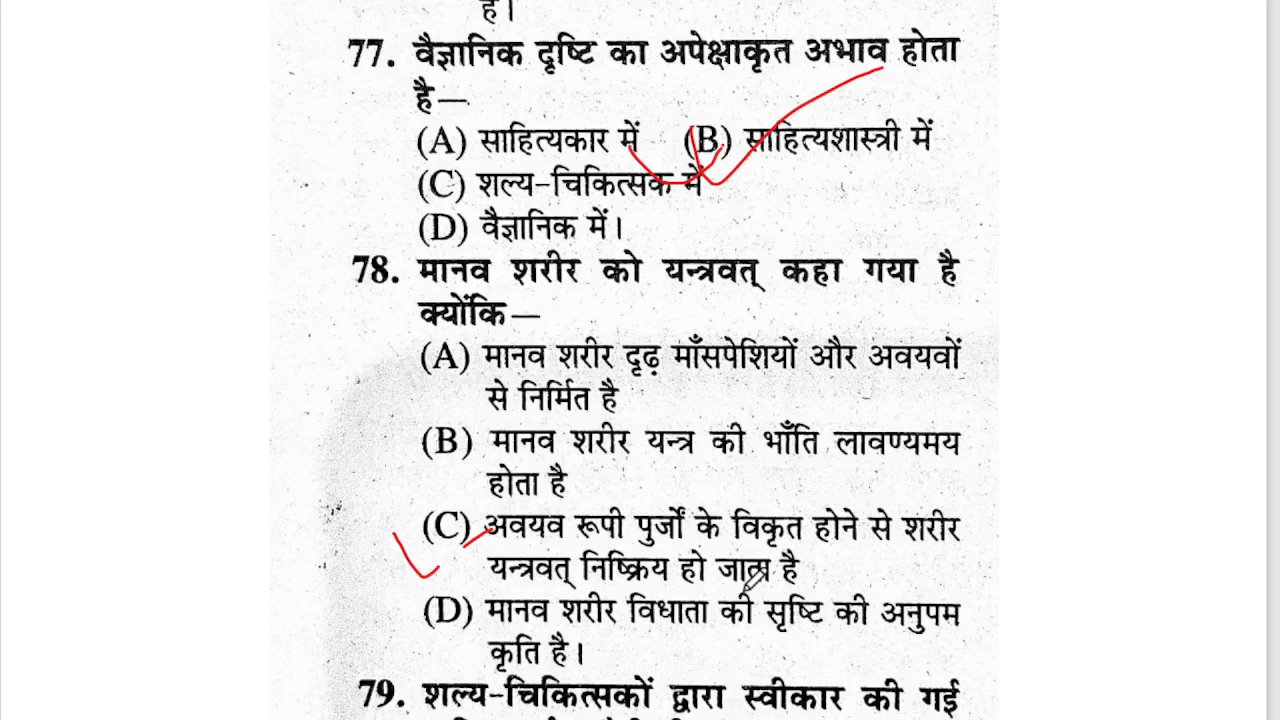 है।
77. वैज्ञानिक दृष्टि का अपेक्षाकृत अभाव होता
है—
(A) साहित्यकार में (B) साहित्यशास्त्री में
(C) शल्य-चिकित्सक में
(D) वैज्ञानिक में।
78. मानव शरीर को यन्त्रवत् कहा गया है
क्योंकि—
(A) मानव शरीर दृढ़ माँसपेशियों और अवयवों
से निर्मित है
(B) मानव शरीर यन्त्र की भाँति लावण्यमय
होता है
(C) अवयव रूपी पुर्जों के विकृत होने से शरीर
यन्त्रवत् निष्क्रिय हो जाता है
(D) मानव शरीर विधाता की सृष्टि की अनुपम
कृति है।
79. शल्य-चिकित्सकों द्वारा स्वीकार की गई